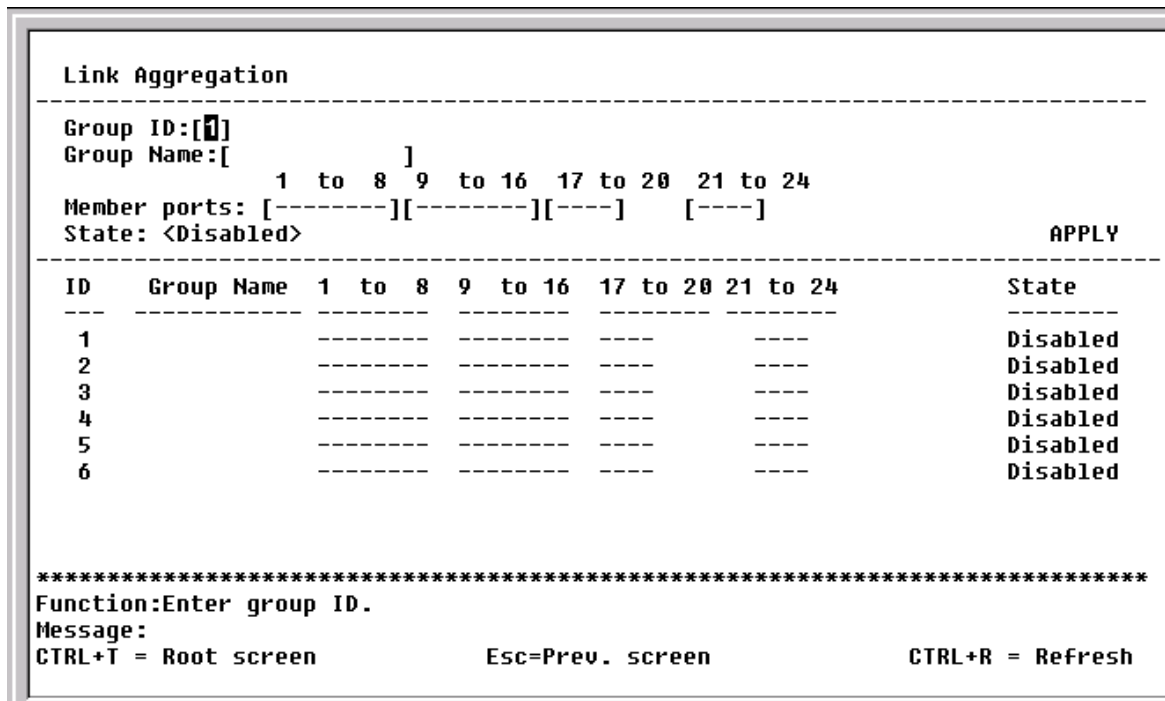 Link Aggregation
--------------------------------------------------------------------------------
Group ID:[1]
Group Name:[            ]
1  to  8  9  to 16  17 to 20  21 to 24
Member ports: [--------][--------][----]    [----]
State: <Disabled>                                                     APPLY
--------------------------------------------------------------------------------
ID   Group Name  1  to  8  9  to 16  17 to 20 21 to 24            State
---  ------------ --------  --------  -------- --------            --------
1                --------  --------  ----       ----              Disabled
2                --------  --------  ----       ----              Disabled
3                --------  --------  ----       ----              Disabled
4                --------  --------  ----       ----              Disabled
5                --------  --------  ----       ----              Disabled
6                --------  --------  ----       ----              Disabled
*******************************************************************************
Function:Enter group ID.
Message:
CTRL+T = Root screen            Esc=Prev. screen              CTRL+R = Refresh